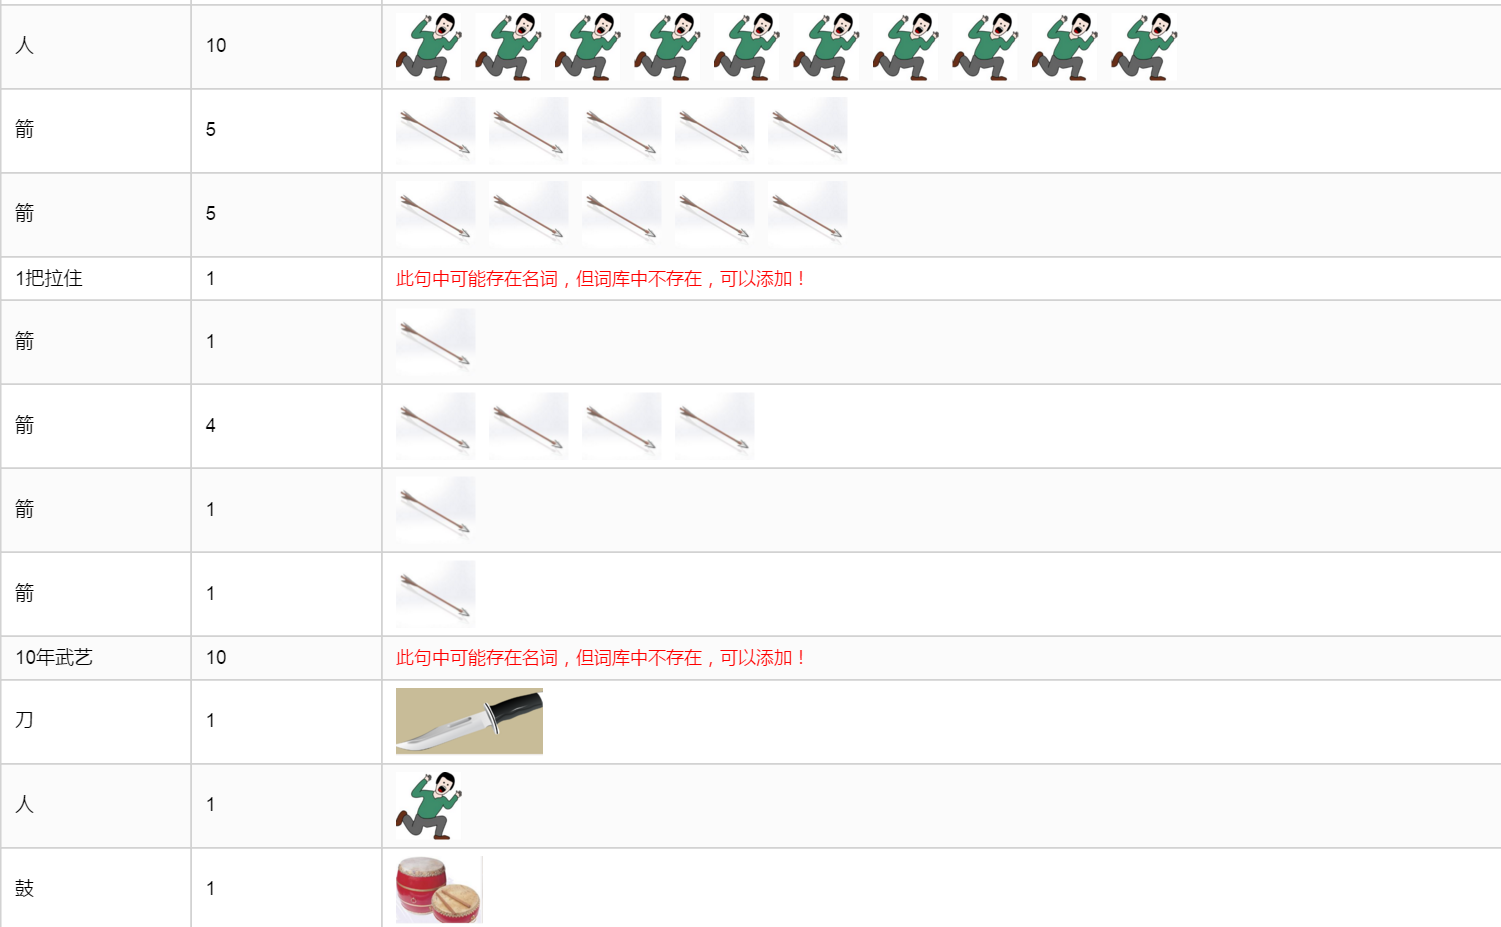 人 10
箭 5
箭 5
1把拉住 1 此句中可能存在名词，但词库中不存在，可以添加！
箭 1
箭 4
箭 1
箭 1
10年武艺 10 此句中可能存在名词，但词库中不存在，可以添加！
刀 1
人 1
鼓 1